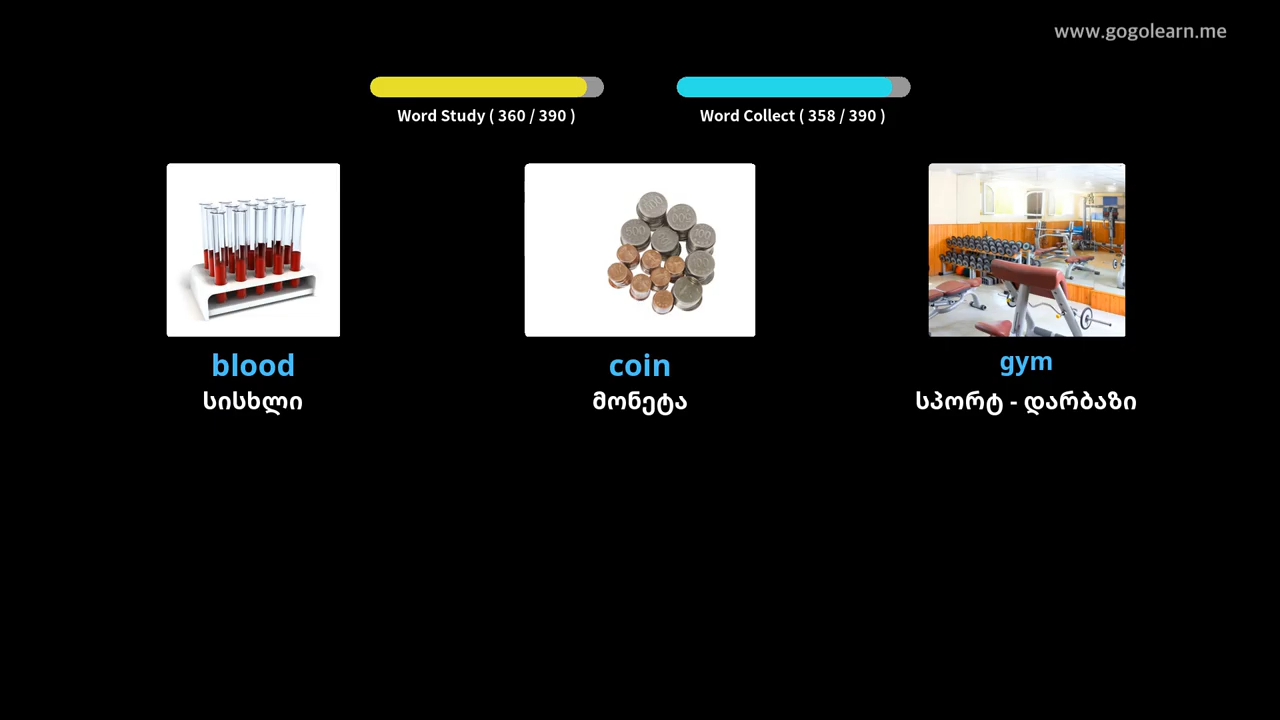 www.gogolearn.me
Word Study ( 360 / 390 )
Word Collect ( 358 / 390 )
blood
coin
gym
სისხლი
მონეტა
სპორტ - დარბაზი